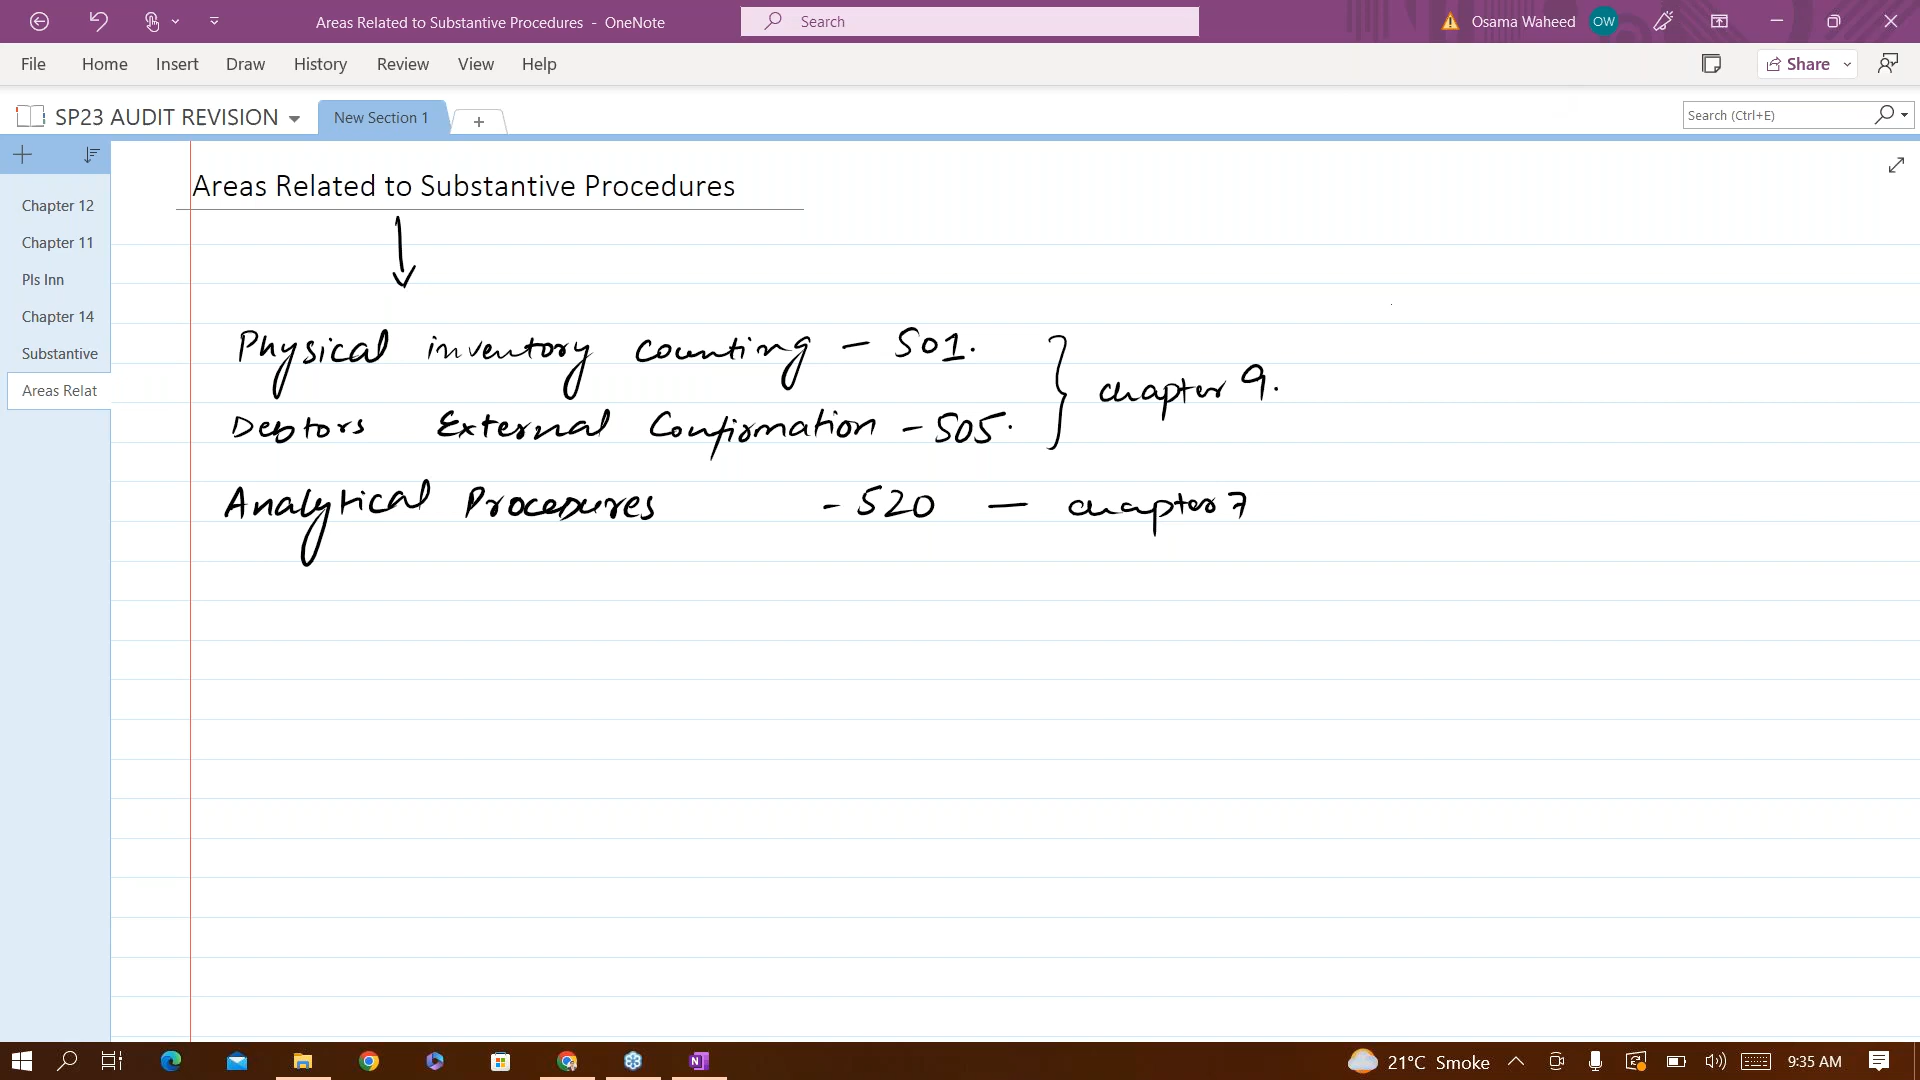 Areas Related to Substantive Procedures - OneNote
Search
Osama Waheed
OW
File Home Insert Draw History Review View Help
Share
SP23 AUDIT REVISION
New Section 1
Search (Ctrl+E)
Chapter 12
Chapter 11
Pls Inn
Chapter 14
Substantive
Areas Relat
Areas Related to Substantive Procedures
Physical inventory counting - 501.
Debtors External Confirmation - 505.
chapter 9.
Analytical Procedures - 520 - chapter 7
21°C Smoke
9:35 AM